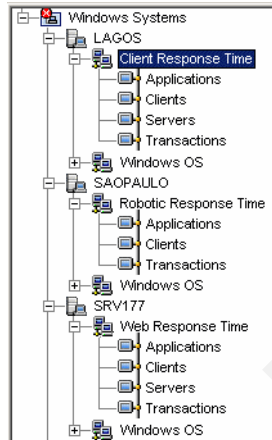 Windows Systems
LAGOS
Client Response Time
Applications
Clients
Servers
Transactions
Windows OS
SAOPAULO
Robotic Response Time
Applications
Clients
Transactions
Windows OS
SRV177
Web Response Time
Applications
Clients
Servers
Transactions
Windows OS